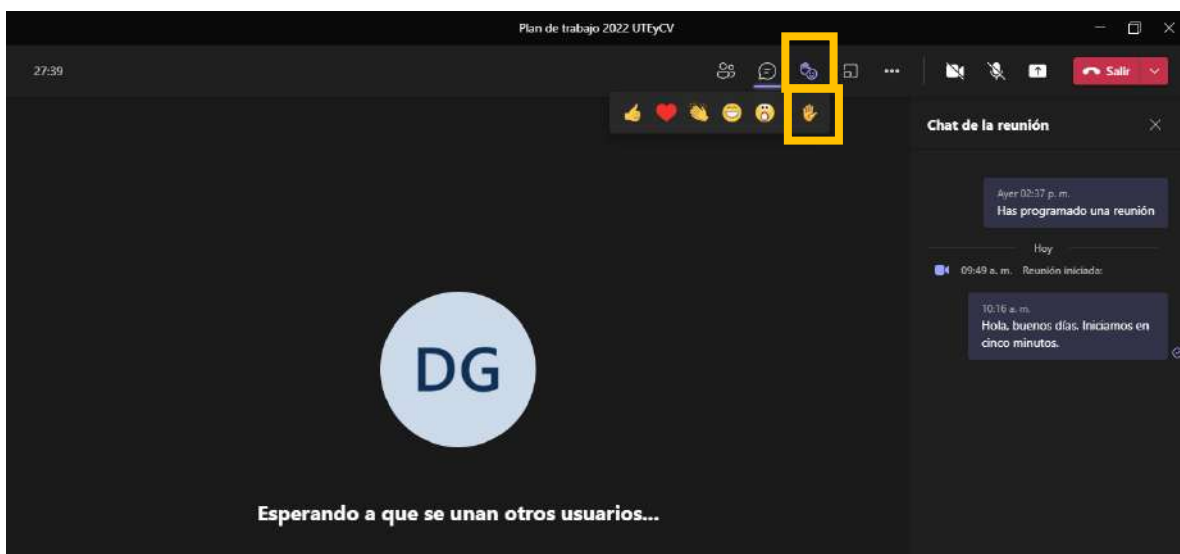 Plan de trabajo 2022 UTEyCV
27:39
Salir
Chat de la reunión
Ayer 02:37 p. m.
Has programado una reunión
Hoy
09:49 a. m. Reunión iniciada:
10:16 a. m.
Hola, buenos días. Iniciamos en
cinco minutos.
DG
Esperando a que se unan otros usuarios...